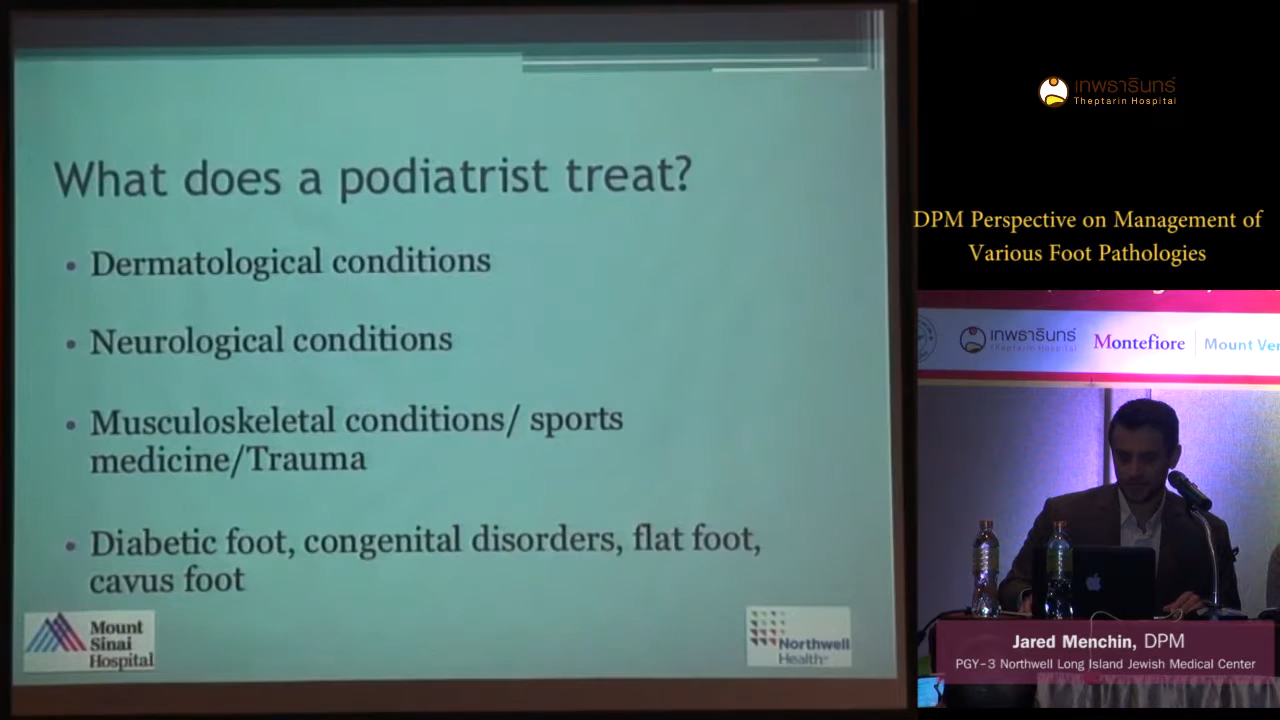 What does a podiatrist treat?
• Dermatological conditions
• Neurological conditions
• Musculoskeletal conditions/ sports
medicine/Trauma
• Diabetic foot, congenital disorders, flat foot,
cavus foot
Mount
Sinai
Hospital
Northwell
Health
เทพธารินทร์
Theptarin Hospital
DPM Perspective on Management of
Various Foot Pathologies
เทพธารินทร์
Theptarin Hospital
Montefiore
Mount Ver
Jared Menchin, DPM
PGY-3 Northwell Long Island Jewish Medical Center